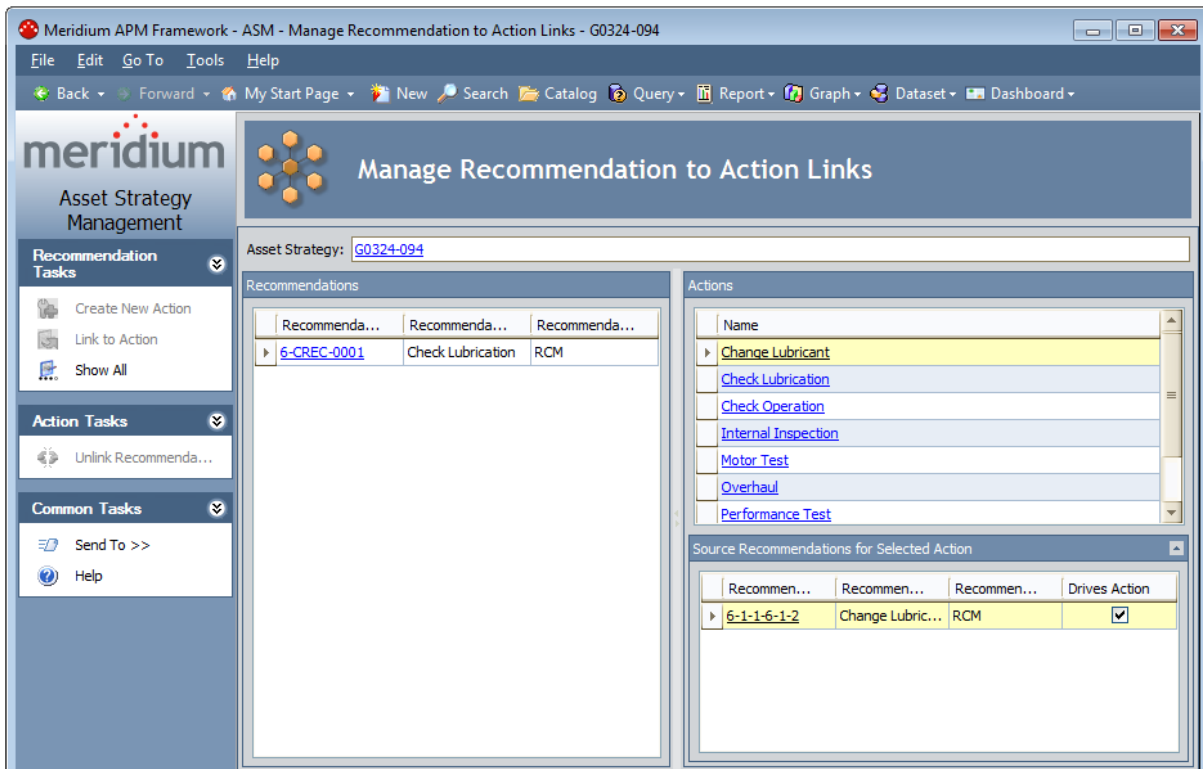 Meridium APM Framework - ASM - Manage Recommendation to Action Links - G0324-094
File Edit Go To Tools Help
Back Forward My Start Page New Search Catalog Query Report Graph Dataset Dashboard
meridium
Asset Strategy
Management
Recommendation
Tasks
Create New Action
Link to Action
Show All
Action Tasks
Unlink Recommenda...
Common Tasks
Send To >>
Help
Manage Recommendation to Action Links
Asset Strategy: G0324-094
Recommendations
Recommenda... Recommenda... Recommenda...
6-CREC-0001 Check Lubrication RCM
Actions
Name
Change Lubricant
Check Lubrication
Check Operation
Internal Inspection
Motor Test
Overhaul
Performance Test
Source Recommendations for Selected Action
Recommen... Recommen... Recommen... Drives Action
6-1-1-6-1-2 Change Lubric... RCM